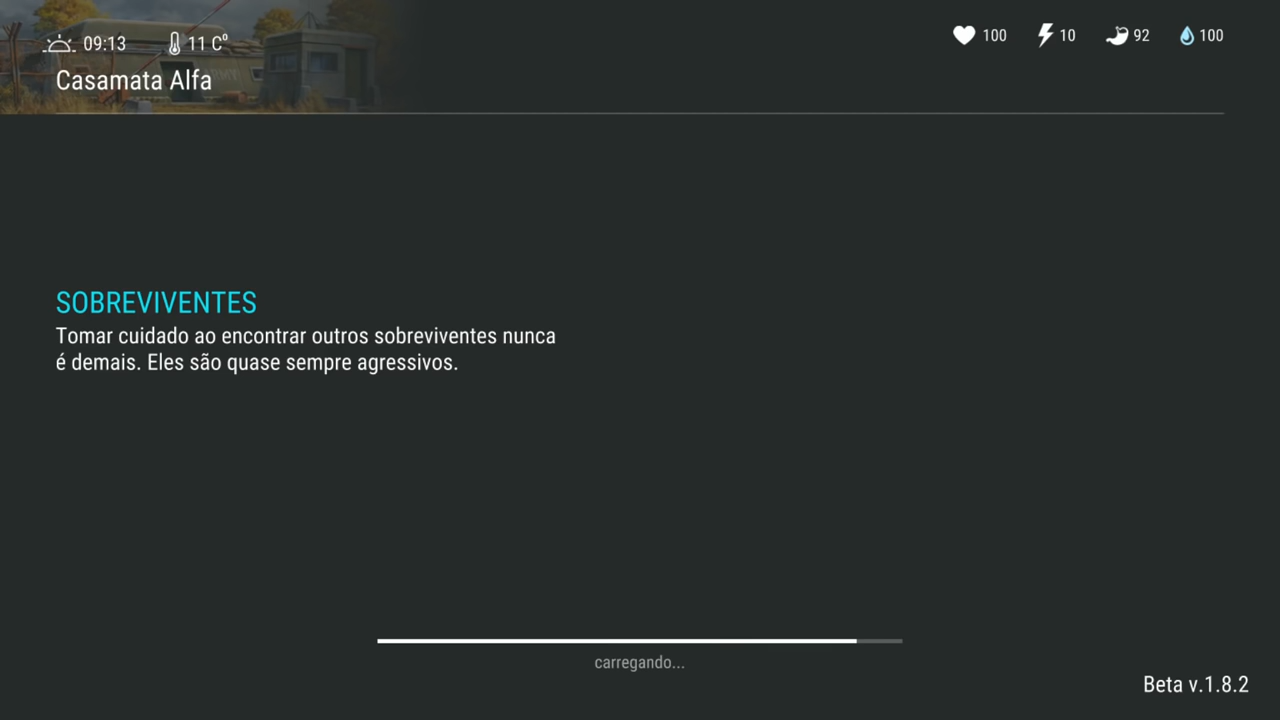 09:13
11 Cº
100
10
92
100
Casamata Alfa
SOBREVIVENTES
Tomar cuidado ao encontrar outros sobreviventes nunca
é demais. Eles são quase sempre agressivos.
carregando...
Beta v.1.8.2